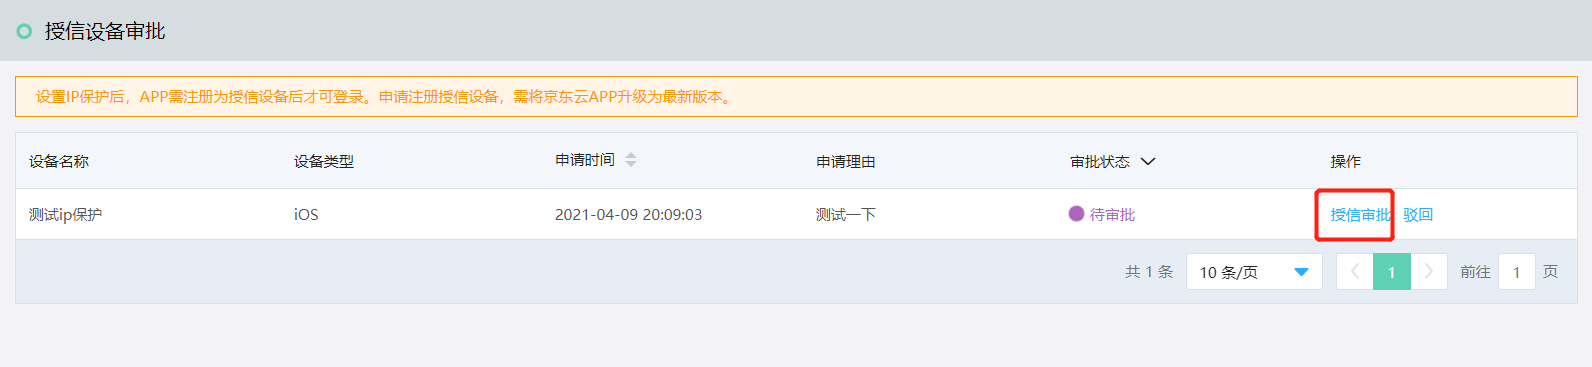 授信设备审批
设置IP保护后，APP需注册为授信设备后才可登录。申请注册授信设备，需将京东云APP升级为最新版本。
设备名称 设备类型 申请时间 申请理由 审批状态 操作
测试ip保护 iOS 2021-04-09 20:09:03 测试一下 待审批 授信审批 驳回
共 1 条 10 条/页 1 前往 1 页